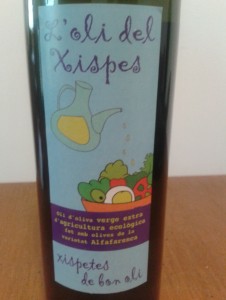 L'oli del
Xispes
Oli d'oliva verge extra
d'agricultura ecològica
fet amb olives de la
varietat Alfafarenca
xispetes
de bon oli